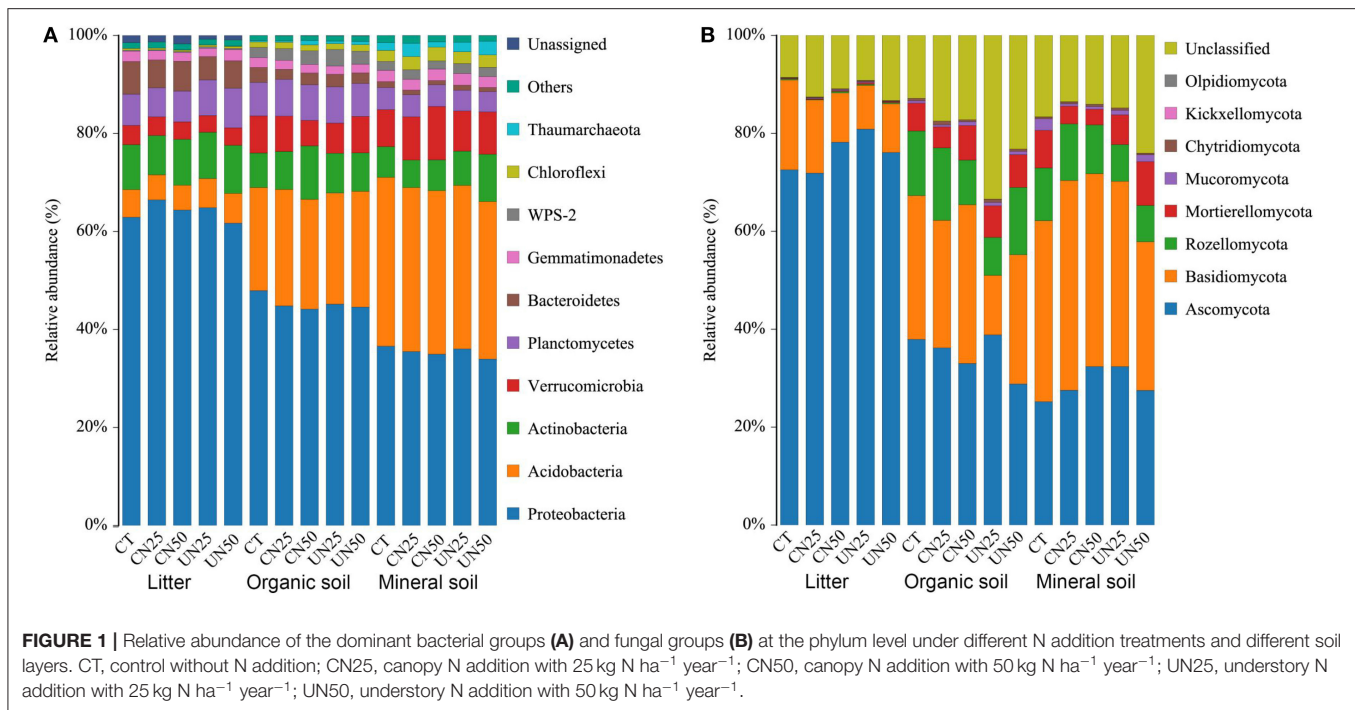 A
Relative abundance (%)
100%
80%
60%
40%
20%
0%
CT
CN25
CN50
UN25
UN50
CT
CN25
CN50
UN25
UN50
CT
CN25
CN50
UN25
UN50
Litter
Organic soil
Mineral soil
Unassigned
Others
Thaumarchaeota
Chloroflexi
WPS-2
Gemmatimonadetes
Bacteroidetes
Planctomycetes
Verrucomicrobia
Actinobacteria
Acidobacteria
Proteobacteria
B
Relative abundance (%)
100%
80%
60%
40%
20%
0%
CT
CN25
CN50
UN25
UN50
CT
CN25
CN50
UN25
UN50
CT
CN25
CN50
UN25
UN50
Litter
Organic soil
Mineral soil
Unclassified
Olpidiomycota
Kickxellomycota
Chytridiomycota
Mucoromycota
Mortierellomycota
Rozellomycota
Basidiomycota
Ascomycota
FIGURE 1 | Relative abundance of the dominant bacterial groups (A) and fungal groups (B) at the phylum level under different N addition treatments and different soil
layers. CT, control without N addition; CN25, canopy N addition with 25 kg N ha⁻¹ year⁻¹; CN50, canopy N addition with 50 kg N ha⁻¹ year⁻¹; UN25, understory N
addition with 25 kg N ha⁻¹ year⁻¹; UN50, understory N addition with 50 kg N ha⁻¹ year⁻¹.